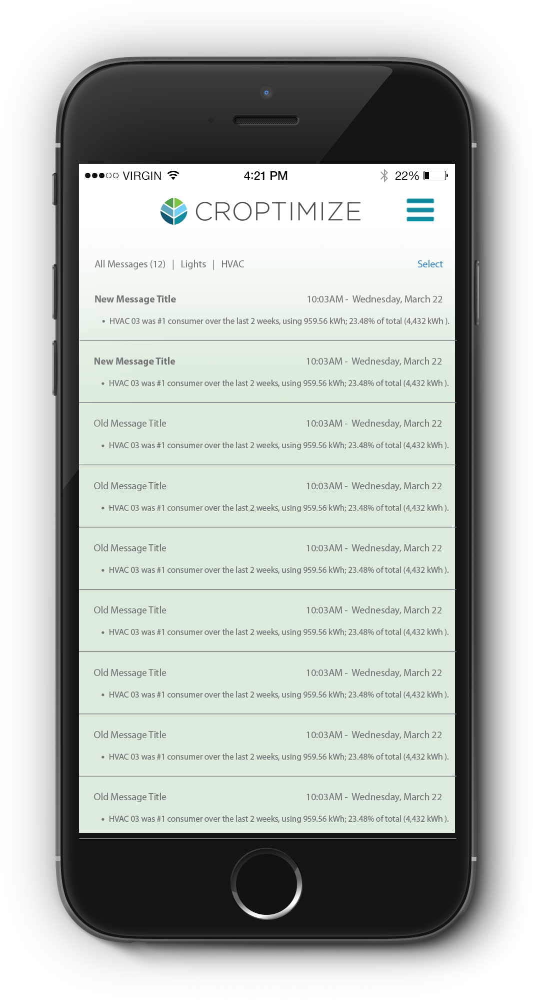 VIRGIN 4:21 PM 22%
CROPTIMIZE
All Messages (12) | Lights | HVAC Select
New Message Title 10:03AM - Wednesday, March 22
• HVAC 03 was #1 consumer over the last 2 weeks, using 959.56 kWh; 23.48% of total (4,432 kWh ).
New Message Title 10:03AM - Wednesday, March 22
• HVAC 03 was #1 consumer over the last 2 weeks, using 959.56 kWh; 23.48% of total (4,432 kWh ).
Old Message Title 10:03AM - Wednesday, March 22
• HVAC 03 was #1 consumer over the last 2 weeks, using 959.56 kWh; 23.48% of total (4,432 kWh ).
Old Message Title 10:03AM - Wednesday, March 22
• HVAC 03 was #1 consumer over the last 2 weeks, using 959.56 kWh; 23.48% of total (4,432 kWh ).
Old Message Title 10:03AM - Wednesday, March 22
• HVAC 03 was #1 consumer over the last 2 weeks, using 959.56 kWh; 23.48% of total (4,432 kWh ).
Old Message Title 10:03AM - Wednesday, March 22
• HVAC 03 was #1 consumer over the last 2 weeks, using 959.56 kWh; 23.48% of total (4,432 kWh ).
Old Message Title 10:03AM - Wednesday, March 22
• HVAC 03 was #1 consumer over the last 2 weeks, using 959.56 kWh; 23.48% of total (4,432 kWh ).
Old Message Title 10:03AM - Wednesday, March 22
• HVAC 03 was #1 consumer over the last 2 weeks, using 959.56 kWh; 23.48% of total (4,432 kWh ).
Old Message Title 10:03AM - Wednesday, March 22
• HVAC 03 was #1 consumer over the last 2 weeks, using 959.56 kWh; 23.48% of total (4,432 kWh ).